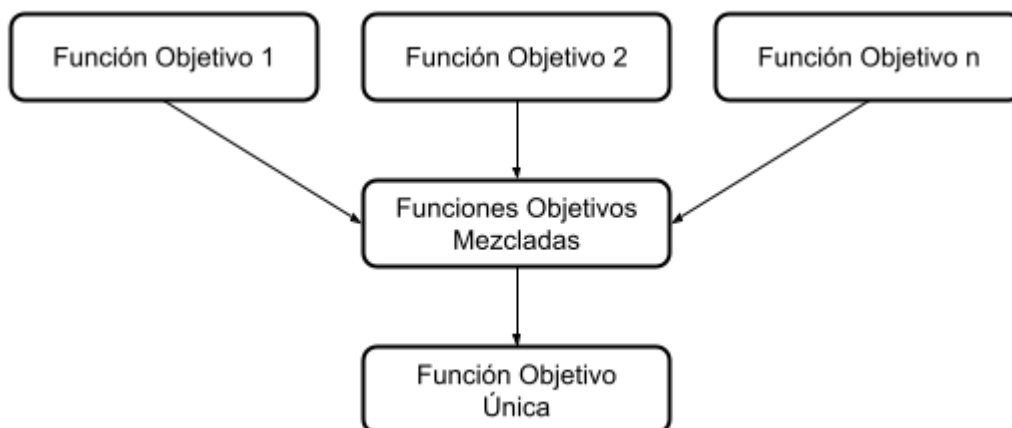 Función Objetivo 1
Función Objetivo 2
Función Objetivo n
Funciones Objetivos
Mezcladas
Función Objetivo
Única